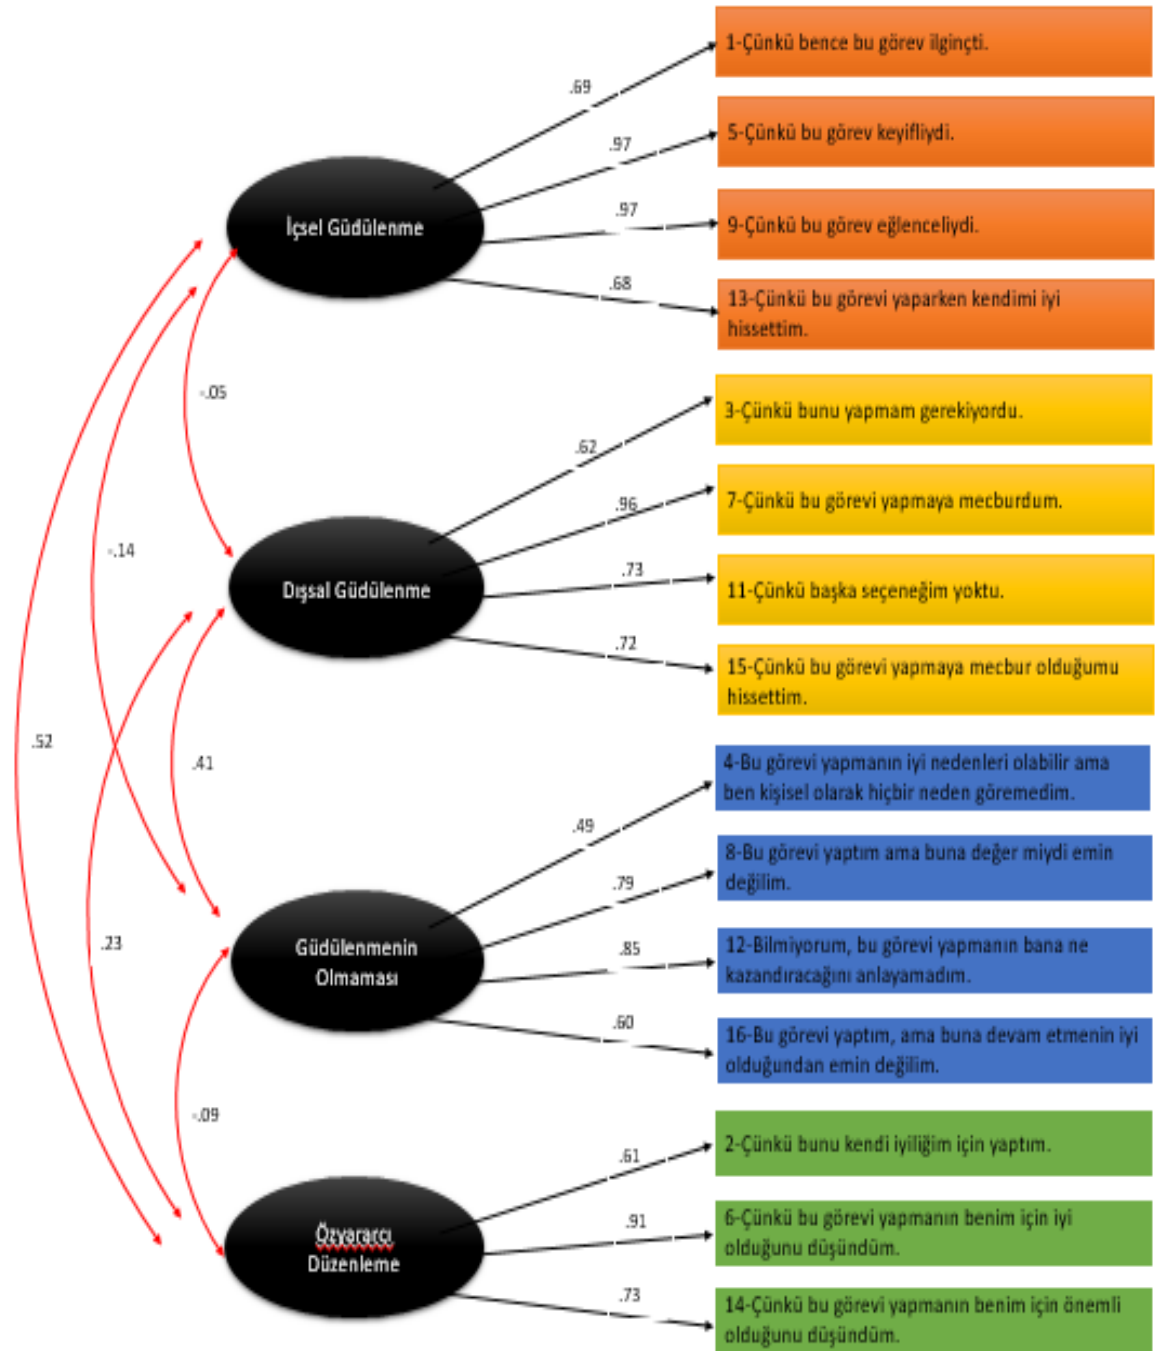 1-Çünkü bence bu görev ilginçti.
.69
5-Çünkü bu görev keyifliydi.
.97
İçsel Güdülenme
.97
9-Çünkü bu görev eğlenceliydi.
.68
13-Çünkü bu görevi yaparken kendimi iyi
hissettim.
-.05
3-Çünkü bunu yapmam gerekiyordu.
.62
7-Çünkü bu görevi yapmaya mecburdum.
.96
-.14
Dışsal Güdülenme
.73
11-Çünkü başka seçeneğim yoktu.
.72
15-Çünkü bu görevi yapmaya mecbur olduğumu
hissettim.
.52
.41
4-Bu görevi yapmanın iyi nedenleri olabilir ama
ben kişisel olarak hiçbir neden göremedim.
.49
8-Bu görevi yaptım ama buna değer miydi emin
değilim.
.79
.23
Güdülenmenin
Olmaması
.85
12-Bilmiyorum, bu görevi yapmanın bana ne
kazandıracağını anlayamadım.
.60
16-Bu görevi yaptım, ama buna devam etmenin iyi
olduğundan emin değilim.
-.09
2-Çünkü bunu kendi iyiliğim için yaptım.
.61
Özyararcı
Düzenleme
.91
6-Çünkü bu görevi yapmanın benim için iyi
olduğunu düşündüm.
.73
14-Çünkü bu görevi yapmanın benim için önemli
olduğunu düşündüm.